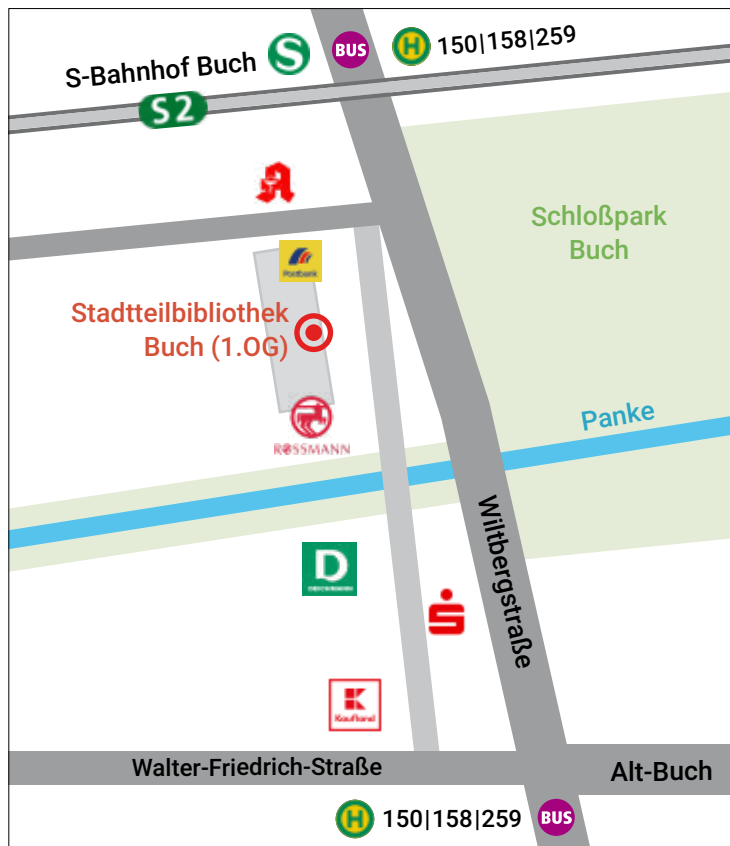 BUS
H
150|158|259
S-Bahnhof Buch
S
S2
Schloßpark
Buch
Postbank
Stadtteilbibliothek
Buch (1.OG)
ROSSMANN
Panke
Wiltbergstraße
D
DEICHMANN
S
K
Kaufland
Walter-Friedrich-Straße
Alt-Buch
H
150|158|259
BUS